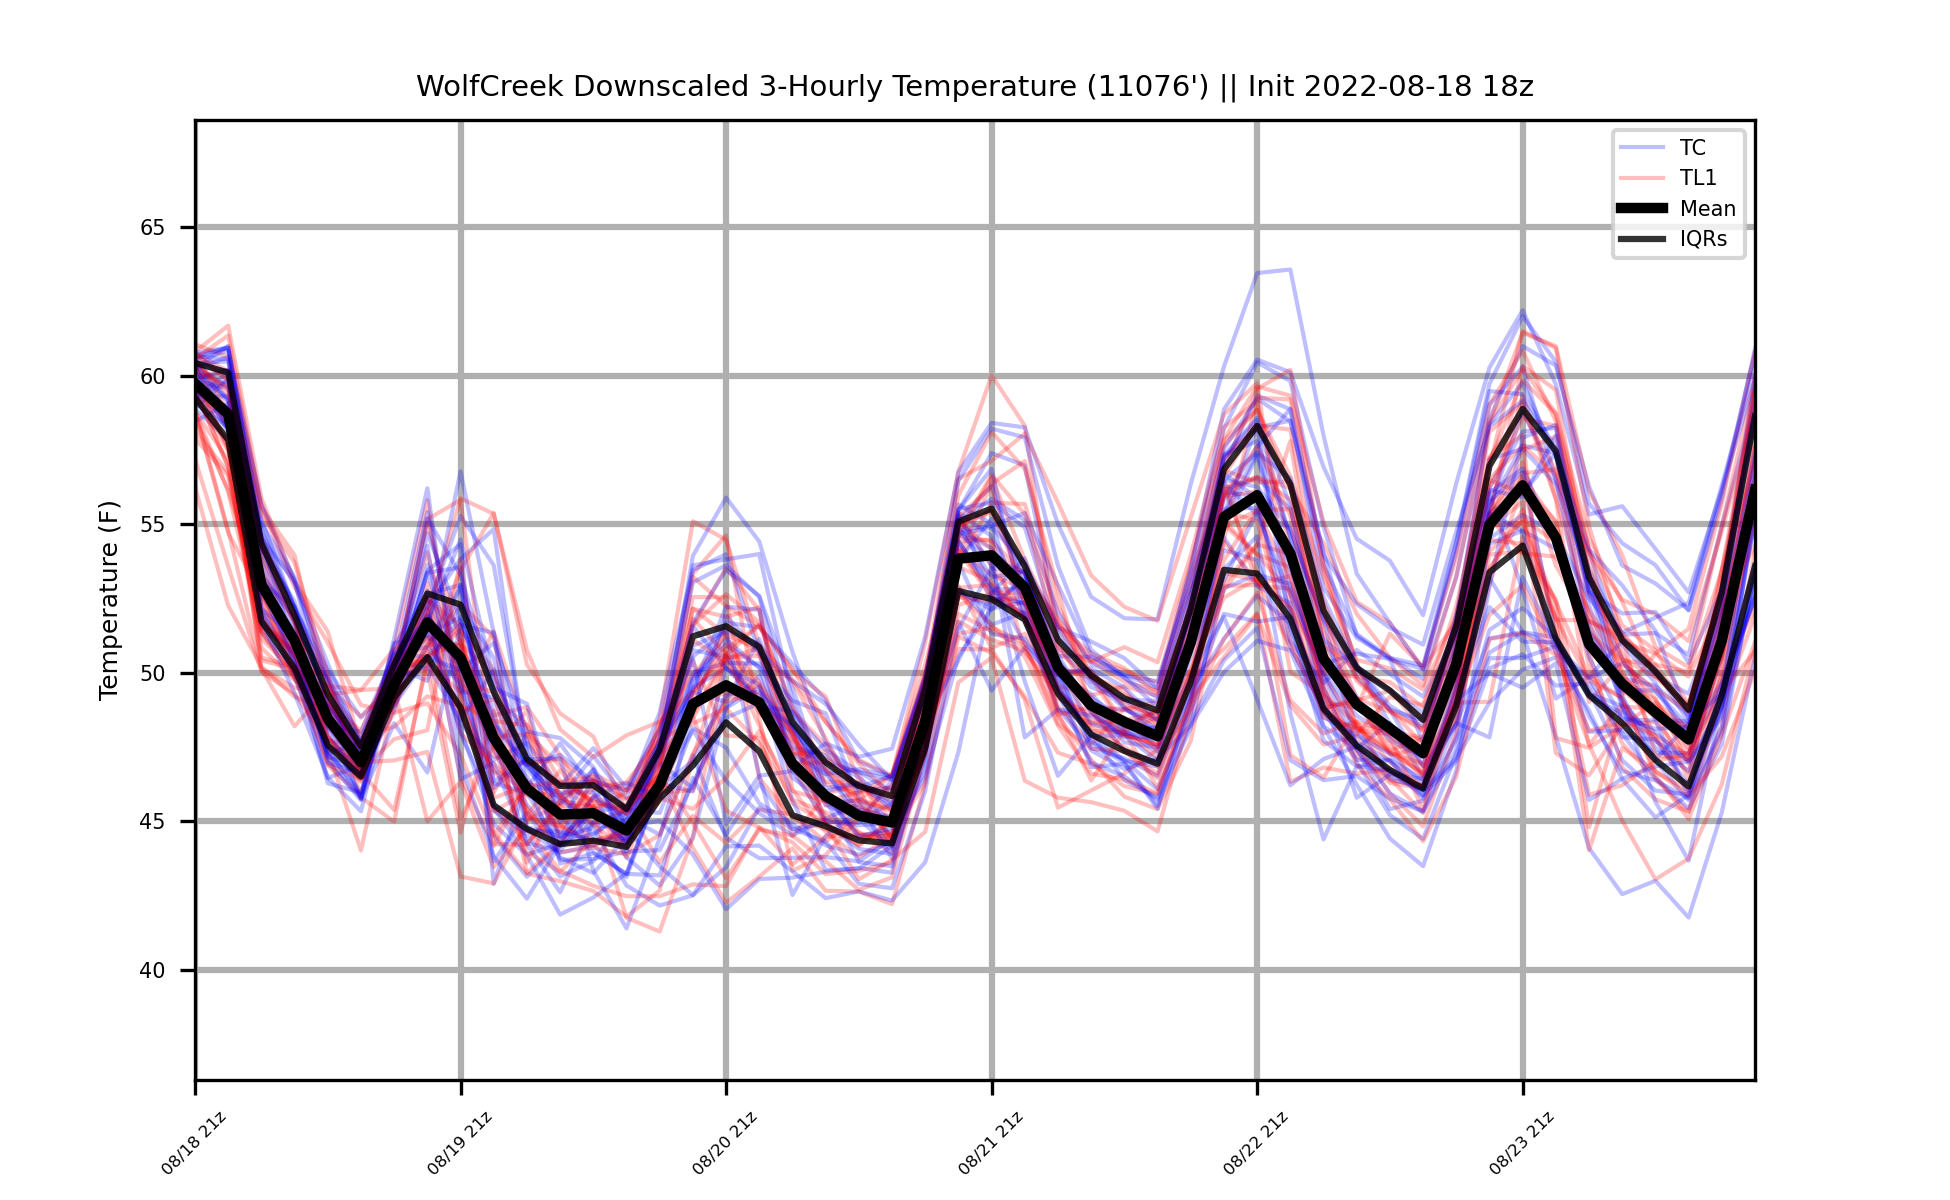 WolfCreek Downscaled 3-Hourly Temperature (11076') || Init 2022-08-18 18z
TC
TL1
Mean
IQRs
Temperature (F)
65
60
55
50
45
40
08/18 21z
08/19 21z
08/20 21z
08/21 21z
08/22 21z
08/23 21z